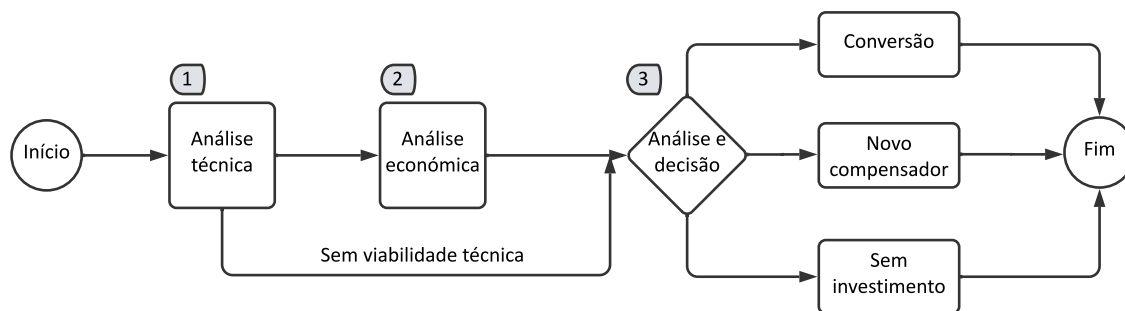 Início
1
Análise
técnica
2
Análise
económica
Sem viabilidade técnica
3
Análise e
decisão
Conversão
Novo
compensador
Sem
investimento
Fim